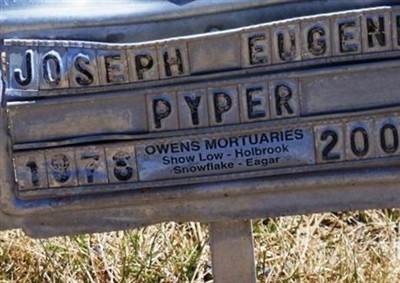 JOSEPH EUGENE
PYPER
1978 OWENS MORTUARIES 200
Show Low - Holbrook
Snowflake - Eagar